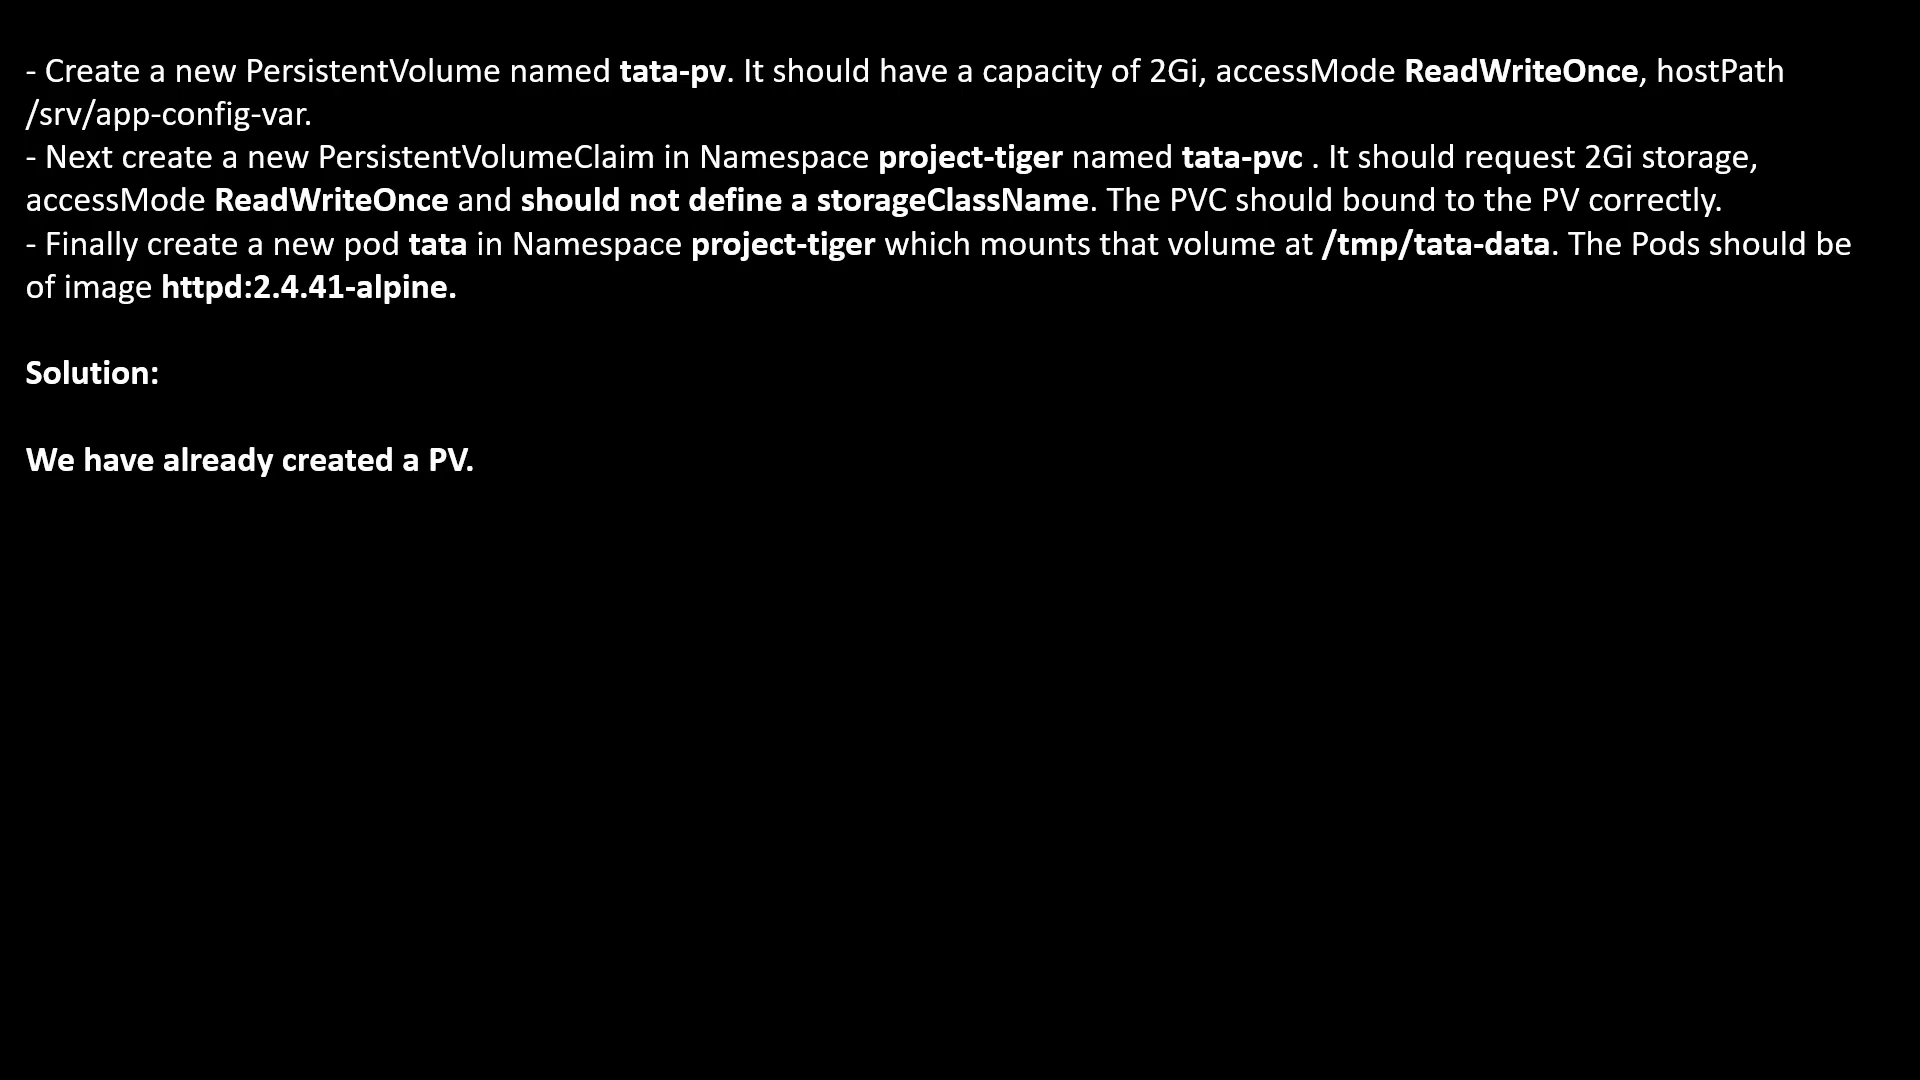 - Create a new PersistentVolume named tata-pv. It should have a capacity of 2Gi, accessMode ReadWriteOnce, hostPath
/srv/app-config-var.
- Next create a new PersistentVolumeClaim in Namespace project-tiger named tata-pvc . It should request 2Gi storage,
accessMode ReadWriteOnce and should not define a storageClassName. The PVC should bound to the PV correctly.
- Finally create a new pod tata in Namespace project-tiger which mounts that volume at /tmp/tata-data. The Pods should be
of image httpd:2.4.41-alpine.
Solution:
We have already created a PV.